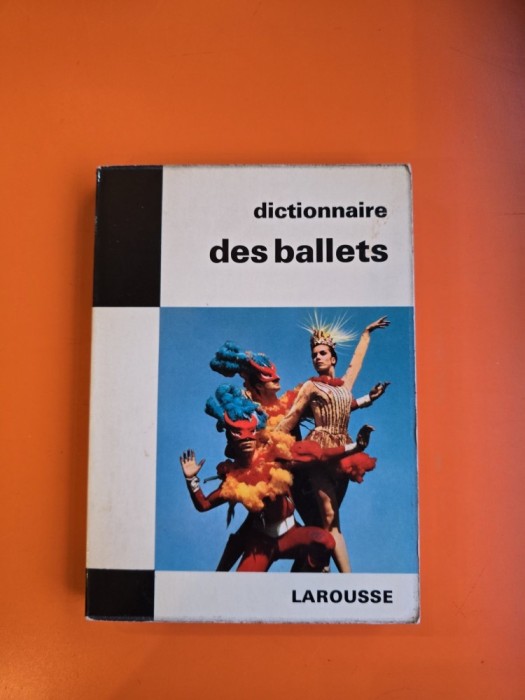 dictionnaire
des ballets
LAROUSSE